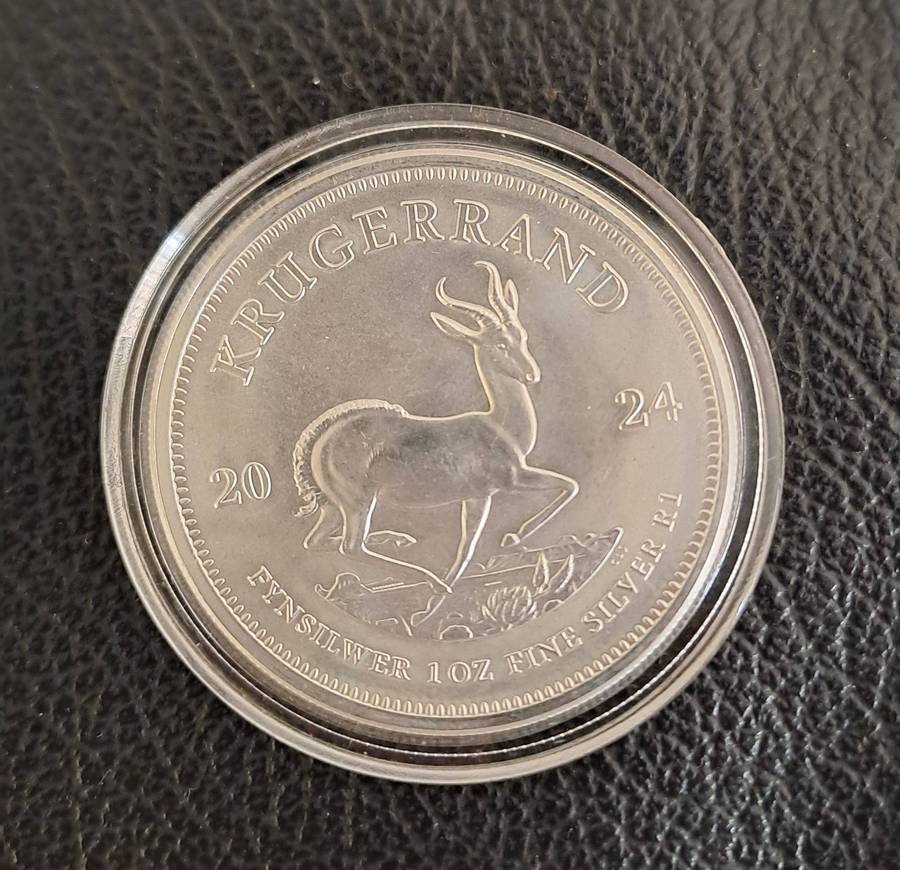 KRUGERRAND
20 24
FYNSILWER 1OZ FINE SILVER R1